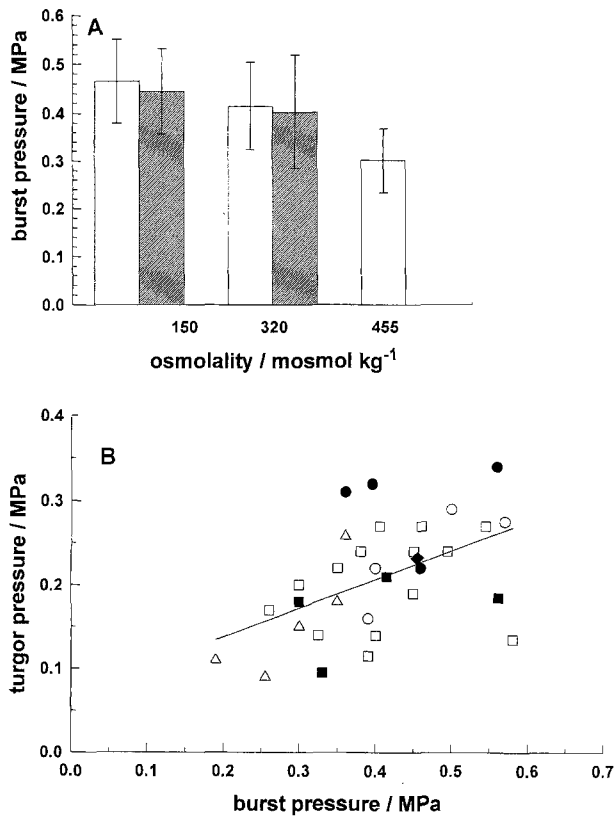 A
burst pressure / MPa
0.6
0.5
0.4
0.3
0.2
0.1
0.0
150 320 455
osmolality / mosmol kg-1
B
turgor pressure / MPa
0.4
0.3
0.2
0.1
0.0
0.0 0.1 0.2 0.3 0.4 0.5 0.6 0.7
burst pressure / MPa